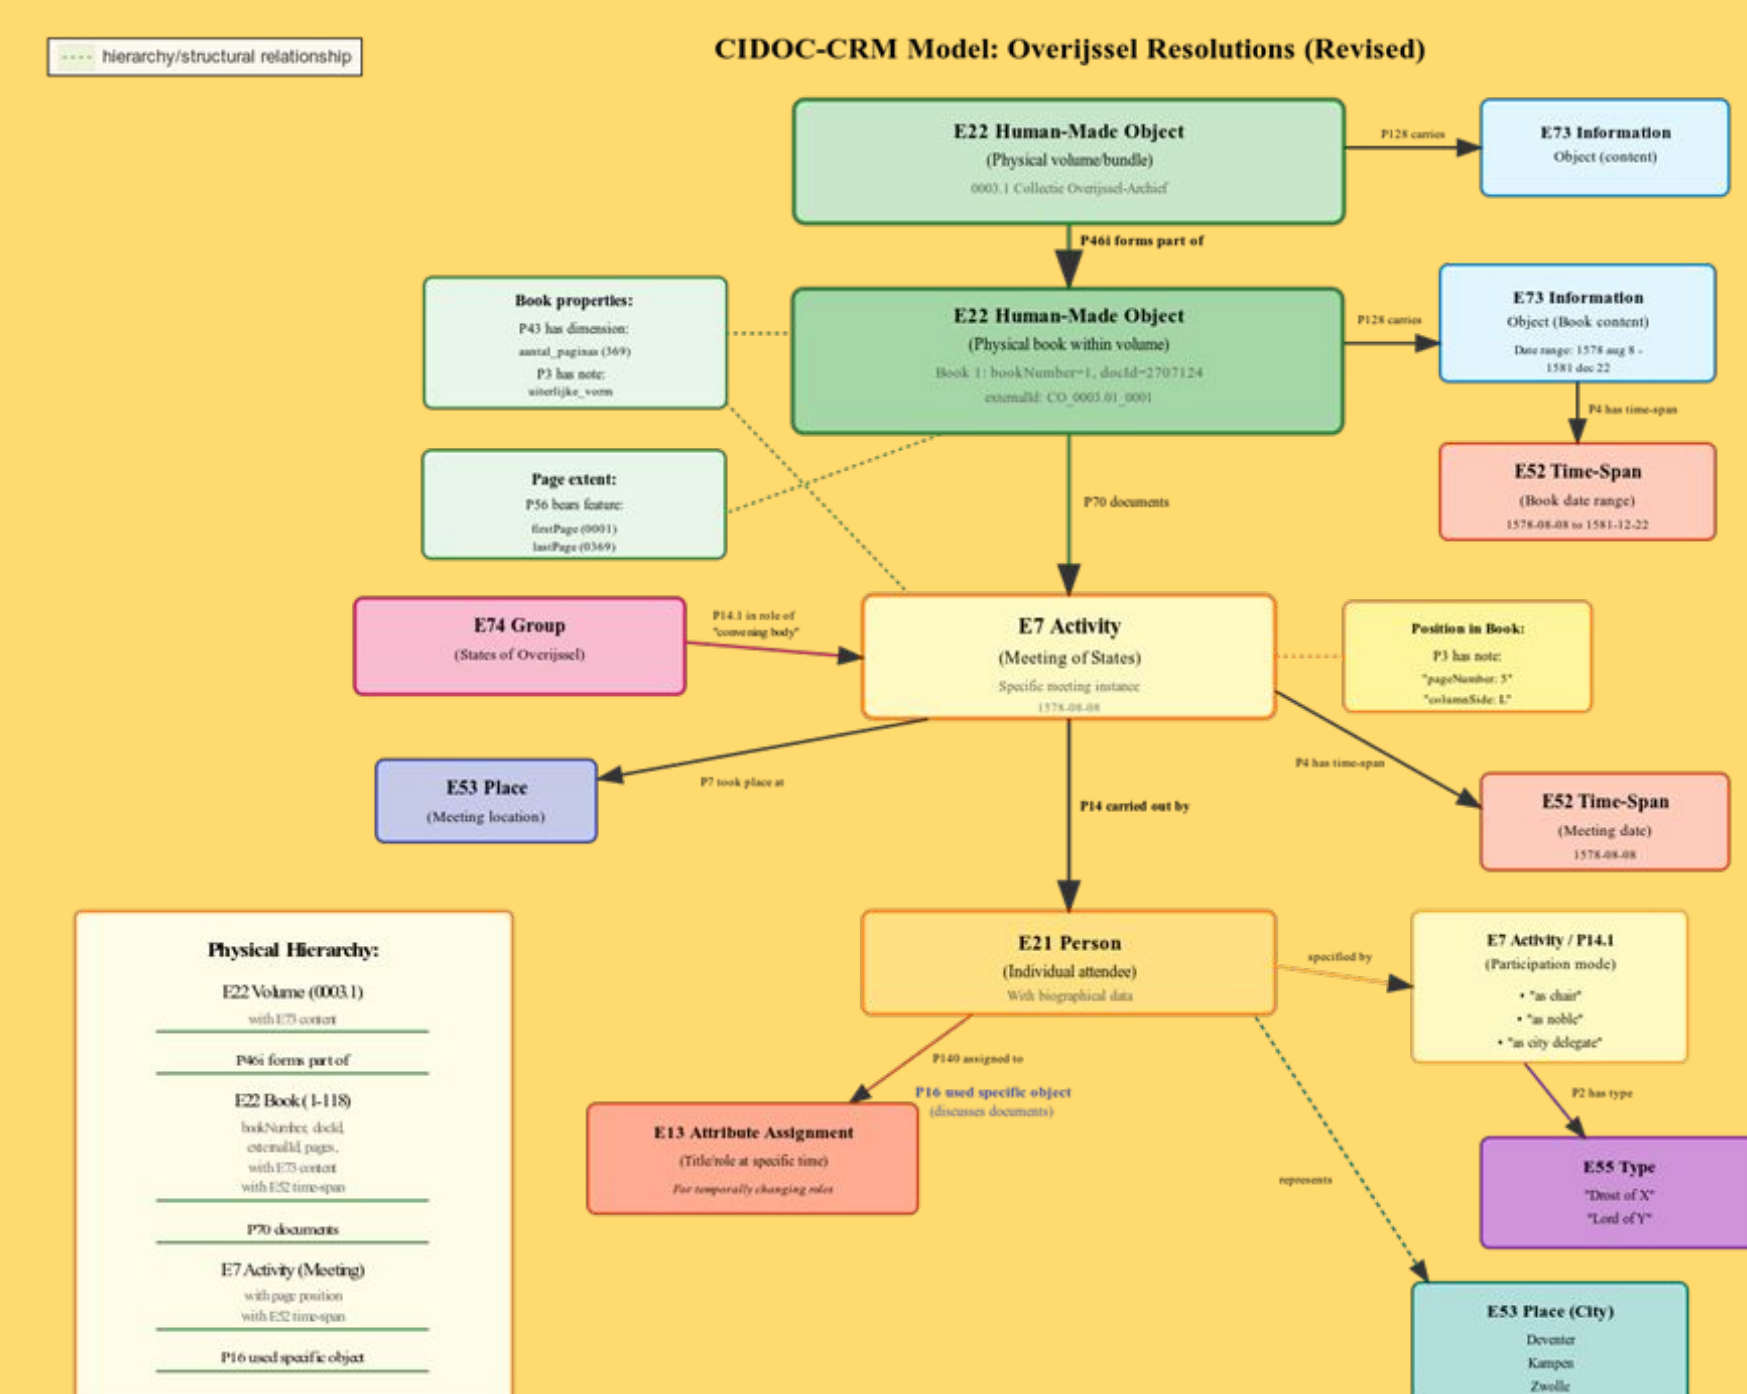 hierarchy/structural relationship
CIDOC-CRM Model: Overijssel Resolutions (Revised)
E22 Human-Made Object
(Physical volume/bundle)
0003.1 Collectie Overijssel-Archief
P128 carries
E73 Information
Object (content)
P46i forms part of
Book properties:
P43 has dimension:
aantal_paginas (369)
P3 has note:
uiterlijke_vorm
E22 Human-Made Object
(Physical book within volume)
Book 1: bookNumber=1, docId=2707124
externalId: CO_0003.01_0001
P128 carries
E73 Information
Object (Book content)
Date range: 1578 aug 8 -
1581 dec 22
P4 has time-span
Page extent:
P56 bears feature:
firstPage (0001)
lastPage (0369)
P70 documents
E52 Time-Span
(Book date range)
1578-08-08 to 1581-12-22
E74 Group
(States of Overijssel)
P14.1 in role of
"convening body"
E7 Activity
(Meeting of States)
Specific meeting instance
1578-08-08
Position in Book:
P3 has note:
"pageNumber: 5"
"columnSide: L"
E53 Place
(Meeting location)
P7 took place at
P14 carried out by
P4 has time-span
E52 Time-Span
(Meeting date)
1578-08-08
E21 Person
(Individual attendee)
With biographical data
specified by
E7 Activity / P14.1
(Participation mode)
• "as chair"
• "as noble"
• "as city delegate"
P140 assigned to
P16 used specific object
(discusses documents)
P2 has type
E13 Attribute Assignment
(Title/role at specific time)
For temporally changing roles
represents
E55 Type
"Drost of X"
"Lord of Y"
E53 Place (City)
Deventer
Kampen
Zwolle
Physical Hierarchy:
E22 Volume (0003.1)
with E73 content
P46i forms part of
E22 Book (1-118)
bookNumber, docId,
externalId, pages,
with E73 content
with E52 time-span
P70 documents
E7 Activity (Meeting)
with page position
with E52 time-span
P16 used specific object